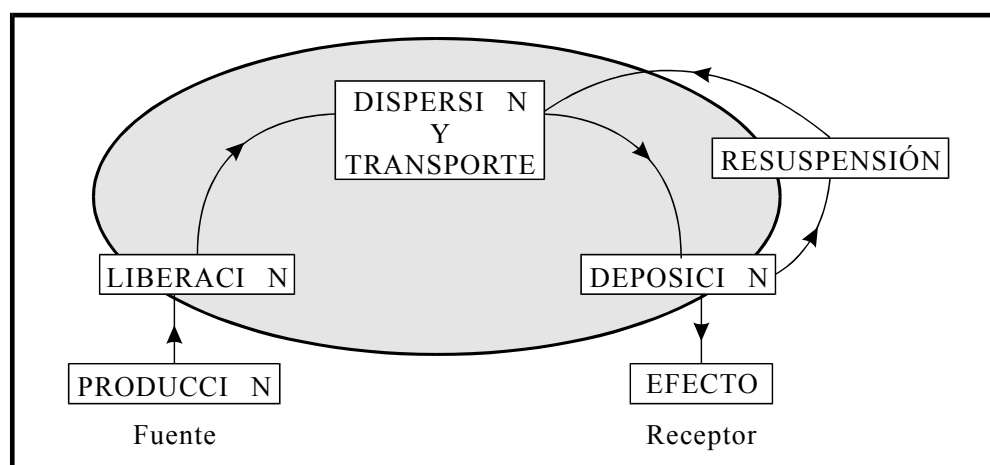 DISPERSI N
Y
TRANSPORTE
RESUSPENSIÓN
LIBERACI N
DEPOSICI N
PRODUCCI N
EFECTO
Fuente
Receptor